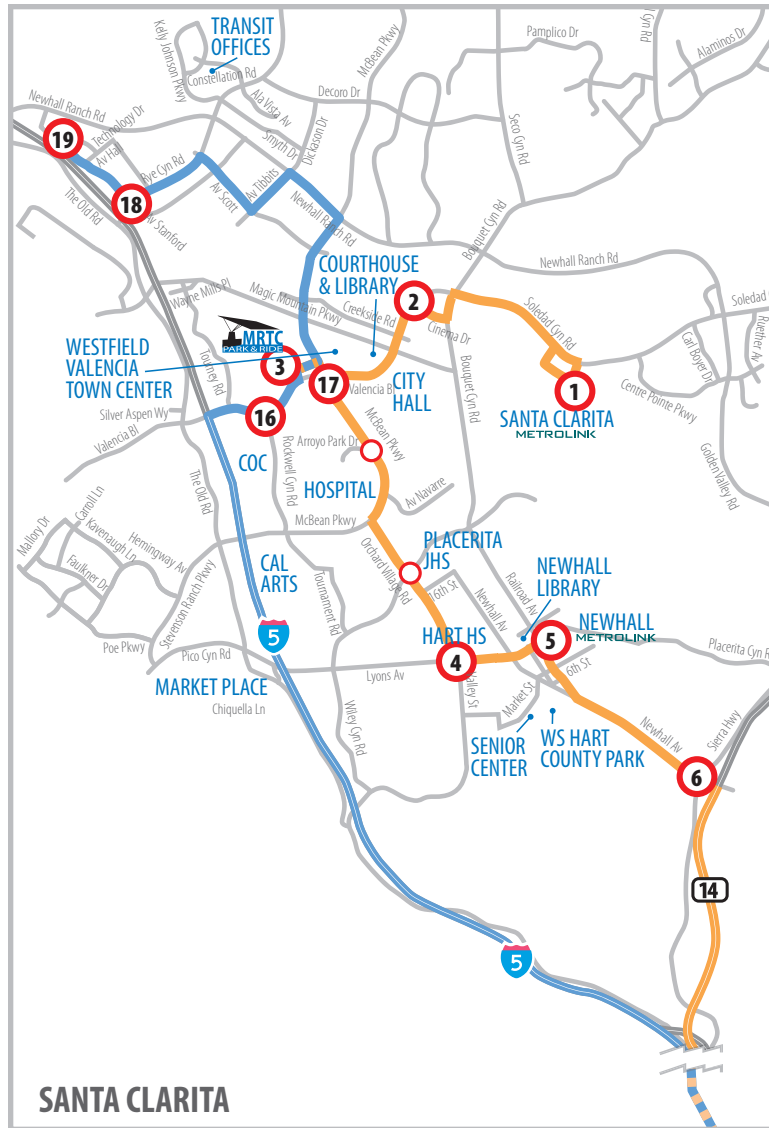 TRANSIT
OFFICES
Kelly Johnson Pkwy
Constellation Rd
McBean Pkwy
Pamplico Dr
Alaminos Dr
l Gyn Rd
Newhall Ranch Rd
Technology Dr
Av Hall
Ala Vista Av
Decoro Dr
Smyth Dr
Dickason Dr
Seco Cyn Rd
19
18
Rye Cyn Rd
Av Tibbits
Av Scott
Av Stanford
The Old Rd
Newhall Ranch Rd
Bouquet Cyn Rd
Newhall Ranch Rd
COURTHOUSE
& LIBRARY
2
Wayne Mills Pl
Magic Mountain Pkwy
Creekside Rd
Cinema Dr
Soledad Cyn Rd
Soledad C
Ruether Av
MRTC
PARK & RIDE
3
WESTFIELD
VALENCIA
TOWN CENTER
17
Valencia Bl
CITY
HALL
Bouquet Cyn Rd
1
SANTA CLARITA
METROLINK
Carl Boyer Dr
Centre Pointe Pkwy
Golden Valley Rd
Tourney Rd
16
Silver Aspen Wy
Valencia Bl
COC
Rockwell Cyn Rd
Arroyo Park Dr
McBean Pkwy
HOSPITAL
Av Navarre
The Old Rd
McBean Pkwy
Mallory Dr
Carroll Ln
Kavenaugh Ln
Hemingway Av
Faulkner Dr
Stevenson Ranch Pkwy
Poe Pkwy
CAL
ARTS
Tournament Rd
Orchard Village Rd
PLACERITA
JHS
16th St
Newhall Av
Railroad Av
NEWHALL
LIBRARY
5
NEWHALL
METROLINK
Placerita Cyn R
5
Pico Cyn Rd
HART HS
4
Lyons Av
6th St
Market St
alley St
MARKET PLACE
Chiquella Ln
Wiley Cyn Rd
SENIOR
CENTER
WS HART
COUNTY PARK
Newhall Av
Sierra Hwy
6
14
5
SANTA CLARITA